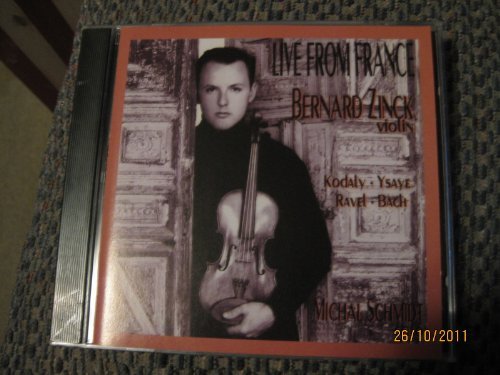 LIVE FROM FRANCE
BERNARD ZINCK
violin
Kodaly · Ysaye
Ravel · Bach
MICHAL SCHMIDT
26/10/2011